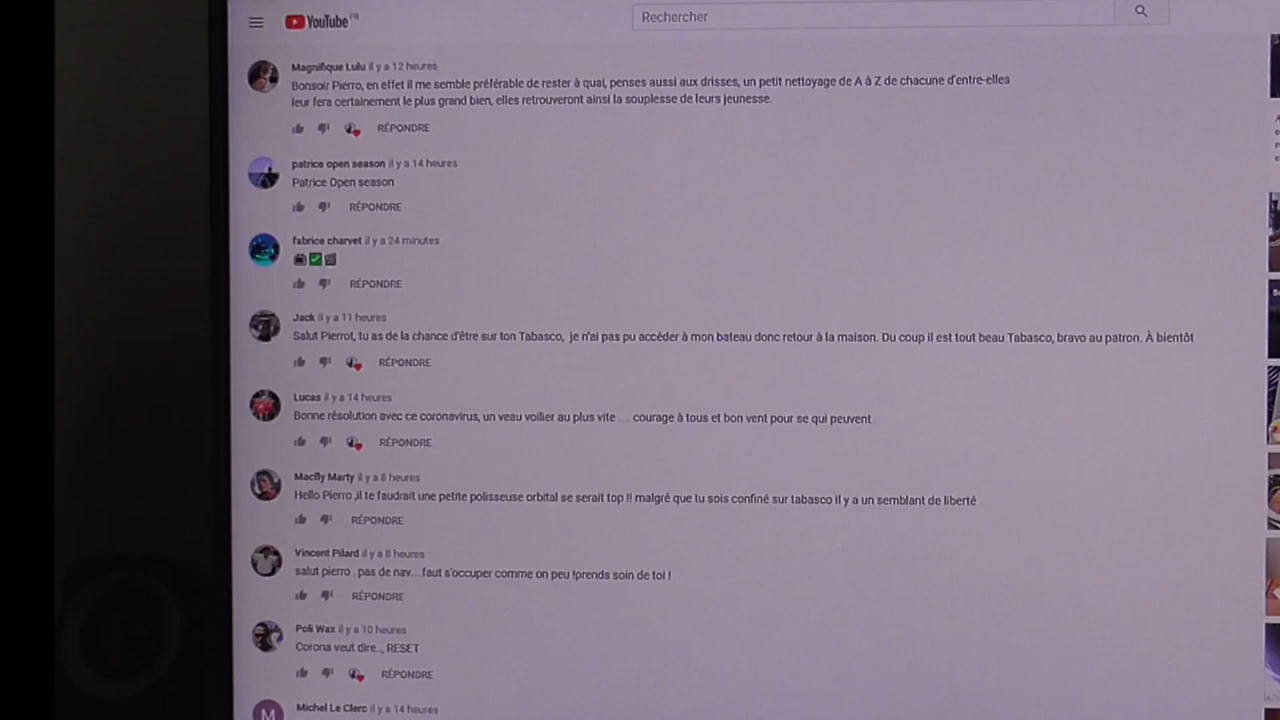 YouTube FR
Rechercher
Magnifique Lulu il y a 12 heures
Bonsoir Pierro, en effet il me semble préférable de rester à quai, penses aussi aux drisses, un petit nettoyage de A à Z de chacune d'entre-elles
leur fera certainement le plus grand bien, elles retrouveront ainsi la souplesse de leurs jeunesse.
RÉPONDRE
patrice open season il y a 14 heures
Patrice Open season
RÉPONDRE
fabrice charvet il y a 24 minutes
RÉPONDRE
Jack il y a 11 heures
Salut Pierrot, tu as de la chance d'être sur ton Tabasco, je n'ai pas pu accéder à mon bateau donc retour à la maison. Du coup il est tout beau Tabasco, bravo au patron. À bientôt
RÉPONDRE
Lucas il y a 14 heures
Bonne résolution avec ce coronavirus, un veau voilier au plus vite .... courage à tous et bon vent pour se qui peuvent
RÉPONDRE
Macfly Marty il y a 8 heures
Hello Pierro ,il te faudrait une petite polisseuse orbital se serait top !! malgré que tu sois confiné sur tabasco il y a un semblant de liberté
RÉPONDRE
Vincent Pilard il y a 8 heures
salut pierro . pas de nav....faut s'occuper comme on peu !prends soin de toi !
RÉPONDRE
Poli Wax il y a 10 heures
Corona veut dire... RESET
RÉPONDRE
M
Michel Le Clerc il y a 14 heures